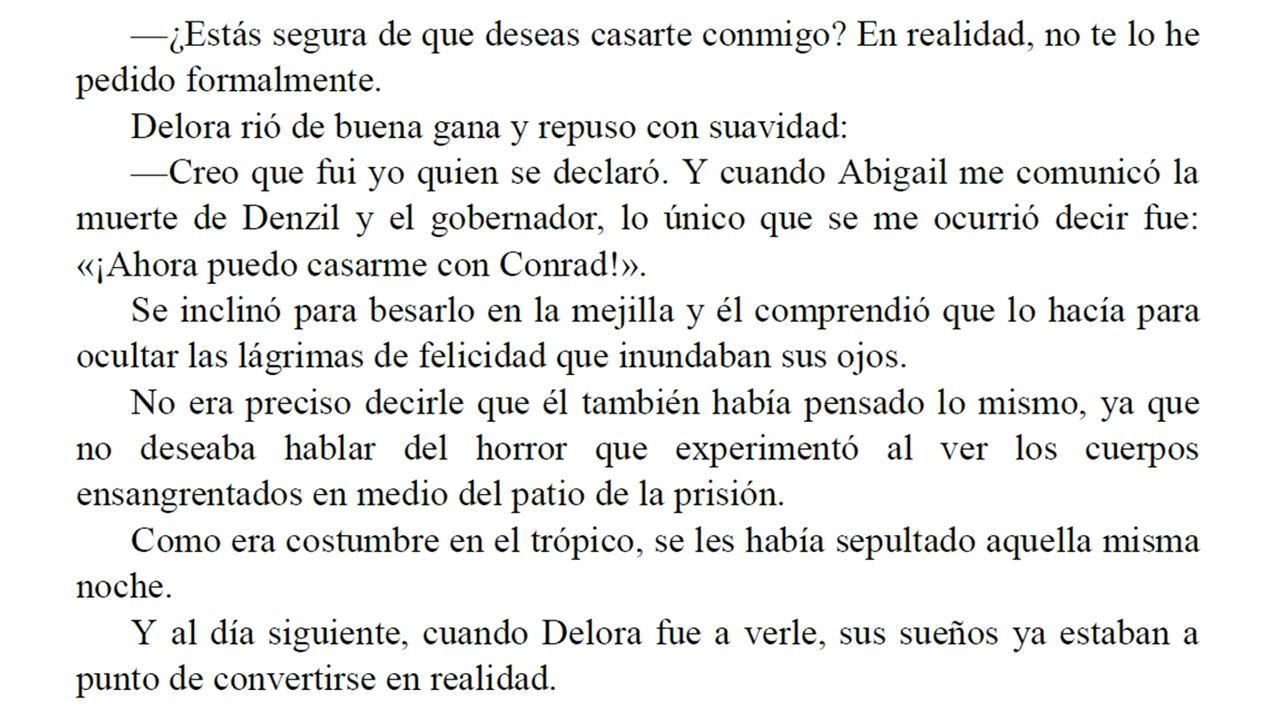 —¿Estás segura de que deseas casarte conmigo? En realidad, no te lo he
pedido formalmente.
Delora rió de buena gana y repuso con suavidad:
—Creo que fui yo quien se declaró. Y cuando Abigail me comunicó la
muerte de Denzil y el gobernador, lo único que se me ocurrió decir fue:
«¡Ahora puedo casarme con Conrad!».
Se inclinó para besarlo en la mejilla y él comprendió que lo hacía para
ocultar las lágrimas de felicidad que inundaban sus ojos.
No era preciso decirle que él también había pensado lo mismo, ya que
no deseaba hablar del horror que experimentó al ver los cuerpos
ensangrentados en medio del patio de la prisión.
Como era costumbre en el trópico, se les había sepultado aquella misma
noche.
Y al día siguiente, cuando Delora fue a verle, sus sueños ya estaban a
punto de convertirse en realidad.